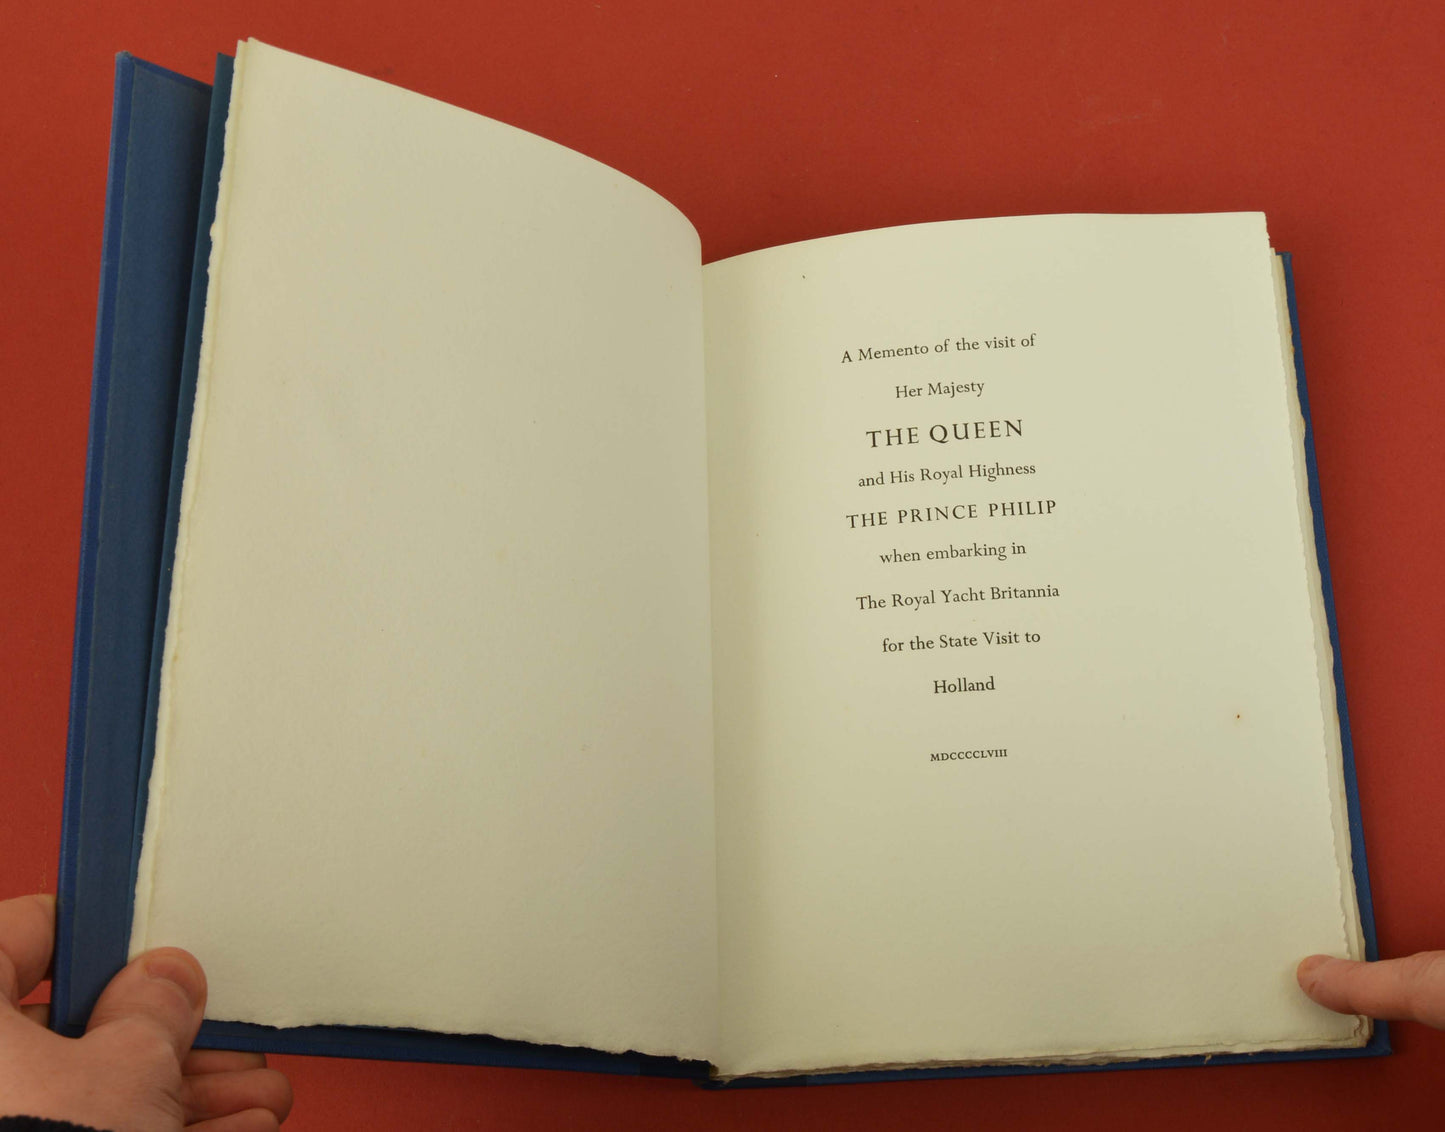 A Memento of the visit of
Her Majesty
THE QUEEN
and His Royal Highness
THE PRINCE PHILIP
when embarking in
The Royal Yacht Britannia
for the State Visit to
Holland
MDCCCCLVIII